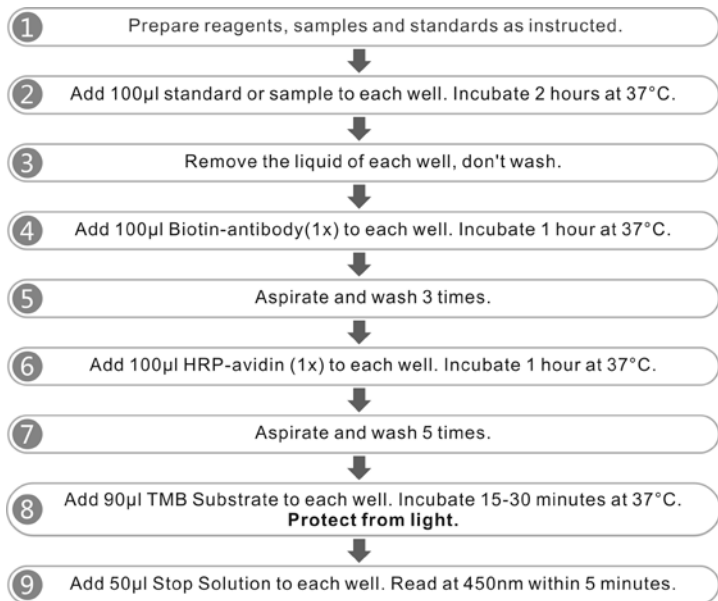 1 Prepare reagents, samples and standards as instructed.
2 Add 100μl standard or sample to each well. Incubate 2 hours at 37°C.
3 Remove the liquid of each well, don't wash.
4 Add 100μl Biotin-antibody(1x) to each well. Incubate 1 hour at 37°C.
5 Aspirate and wash 3 times.
6 Add 100μl HRP-avidin (1x) to each well. Incubate 1 hour at 37°C.
7 Aspirate and wash 5 times.
8 Add 90μl TMB Substrate to each well. Incubate 15-30 minutes at 37°C.
Protect from light.
9 Add 50μl Stop Solution to each well. Read at 450nm within 5 minutes.